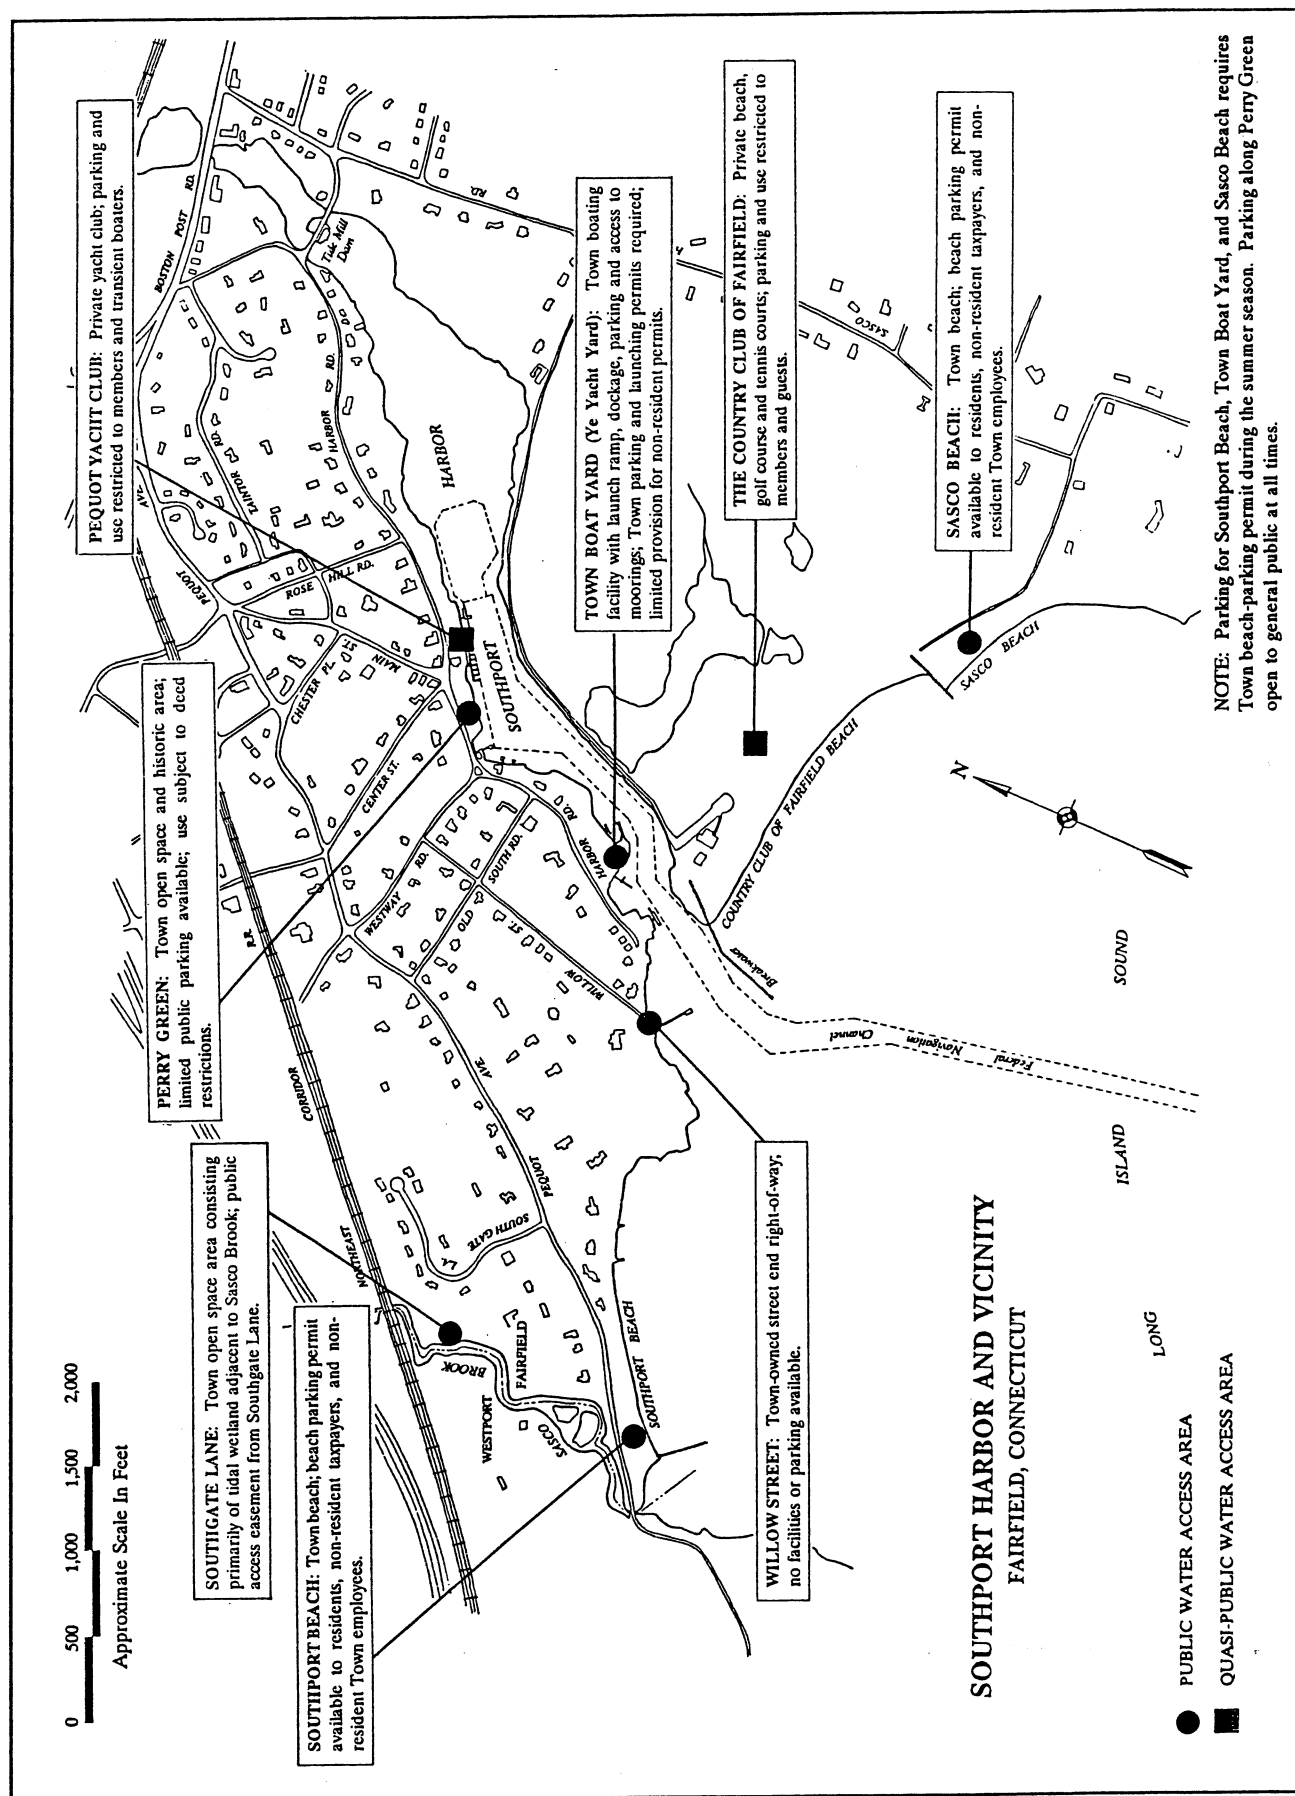 PEQUOT YACHT CLUB: Private yacht club; parking and
use restricted to members and transient boaters.
PERRY GREEN: Town open space and historic area;
limited public parking available; use subject to deed
restrictions.
SOUTHGATE LANE: Town open space area consisting
primarily of tidal wetland adjacent to Sasco Brook; public
access easement from Southgate Lane.
SOUTHPORT BEACH: Town beach; beach parking permit
available to residents, non-resident taxpayers, and non-
resident Town employees.
TOWN BOAT YARD (Ye Yacht Yard): Town boating
facility with launch ramp, dockage, parking and access to
moorings; Town parking and launching permits required;
limited provision for non-resident permits.
THE COUNTRY CLUB OF FAIRFIELD: Private beach,
golf course and tennis courts; parking and use restricted to
members and guests.
SASCO BEACH: Town beach; beach parking permit
available to residents, non-resident taxpayers, and non-
resident Town employees.
WILLOW STREET: Town-owned street end right-of-way;
no facilities or parking available.
NOTE: Parking for Southport Beach, Town Boat Yard, and Sasco Beach requires
Town beach-parking permit during the summer season. Parking along Perry Green
open to general public at all times.
0 500 1,000 1,500 2,000
Approximate Scale In Feet
BOSTON POST RD.
Tide Mill
Dam
RD.
HARBOR RD.
TAINTOR RD.
PEQUOT AVE.
ROSE HILL RD.
MAIN ST.
CHESTER PL.
CENTER ST.
WESTWAY RD.
OLD SOUTH RD.
WILLOW ST.
HARBOR RD.
PEQUOT AVE.
SOUTH GATE
LA.
NORTHEAST CORRIDOR R.R.
SASCO BROOK
WESTPORT
FAIRFIELD
SOUTHPORT BEACH
SOUTHPORT HARBOR
SASCO
SASCO BEACH
COUNTRY CLUB OF FAIRFIELD BEACH
Breakwater
Federal Navigation Channel
N
LONG ISLAND SOUND
SOUTHPORT HARBOR AND VICINITY
FAIRFIELD, CONNECTICUT
PUBLIC WATER ACCESS AREA
QUASI-PUBLIC WATER ACCESS AREA